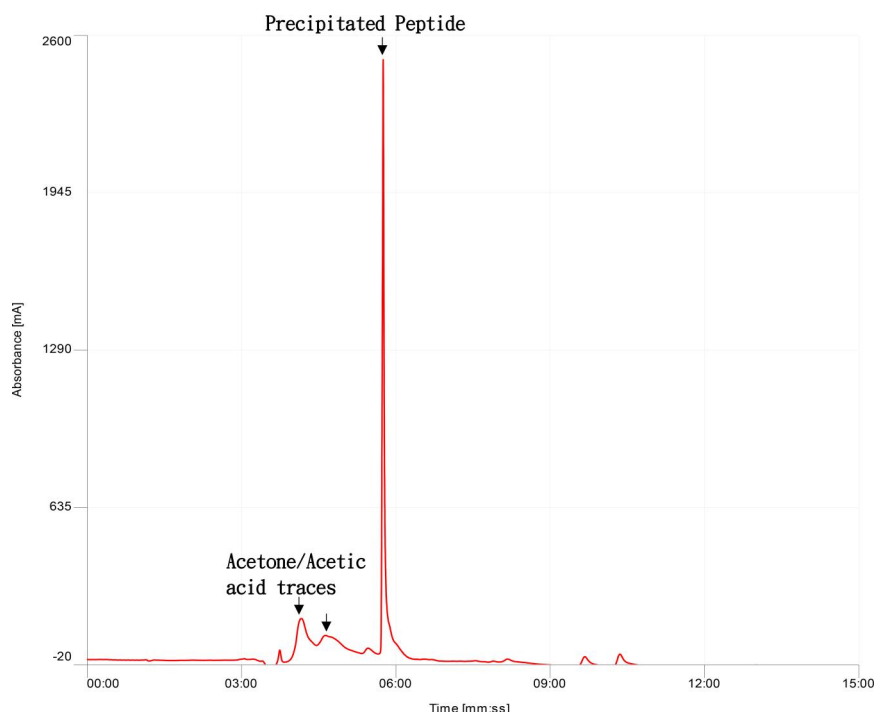 Precipitated Peptide
2600
1945
1290
635
-20
Absorbance [mA]
Acetone/Acetic
acid traces
00:00
03:00
06:00
09:00
12:00
15:00
Time [mm:ss]